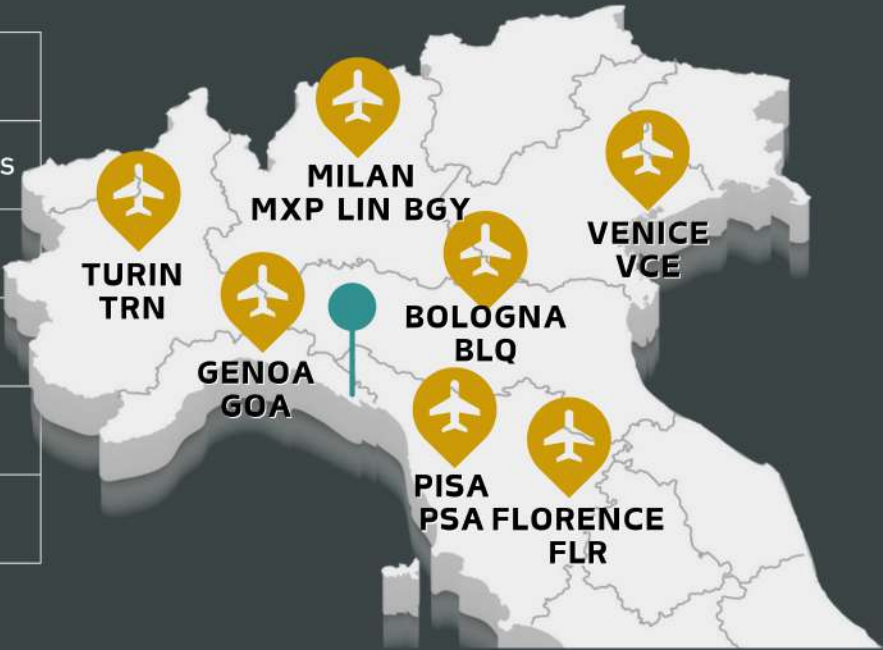 S
MILAN
MXP LIN BGY
VENICE
VCE
TURIN
TRN
BOLOGNA
BLQ
GENOA
GOA
PISA
PSA
FLORENCE
FLR